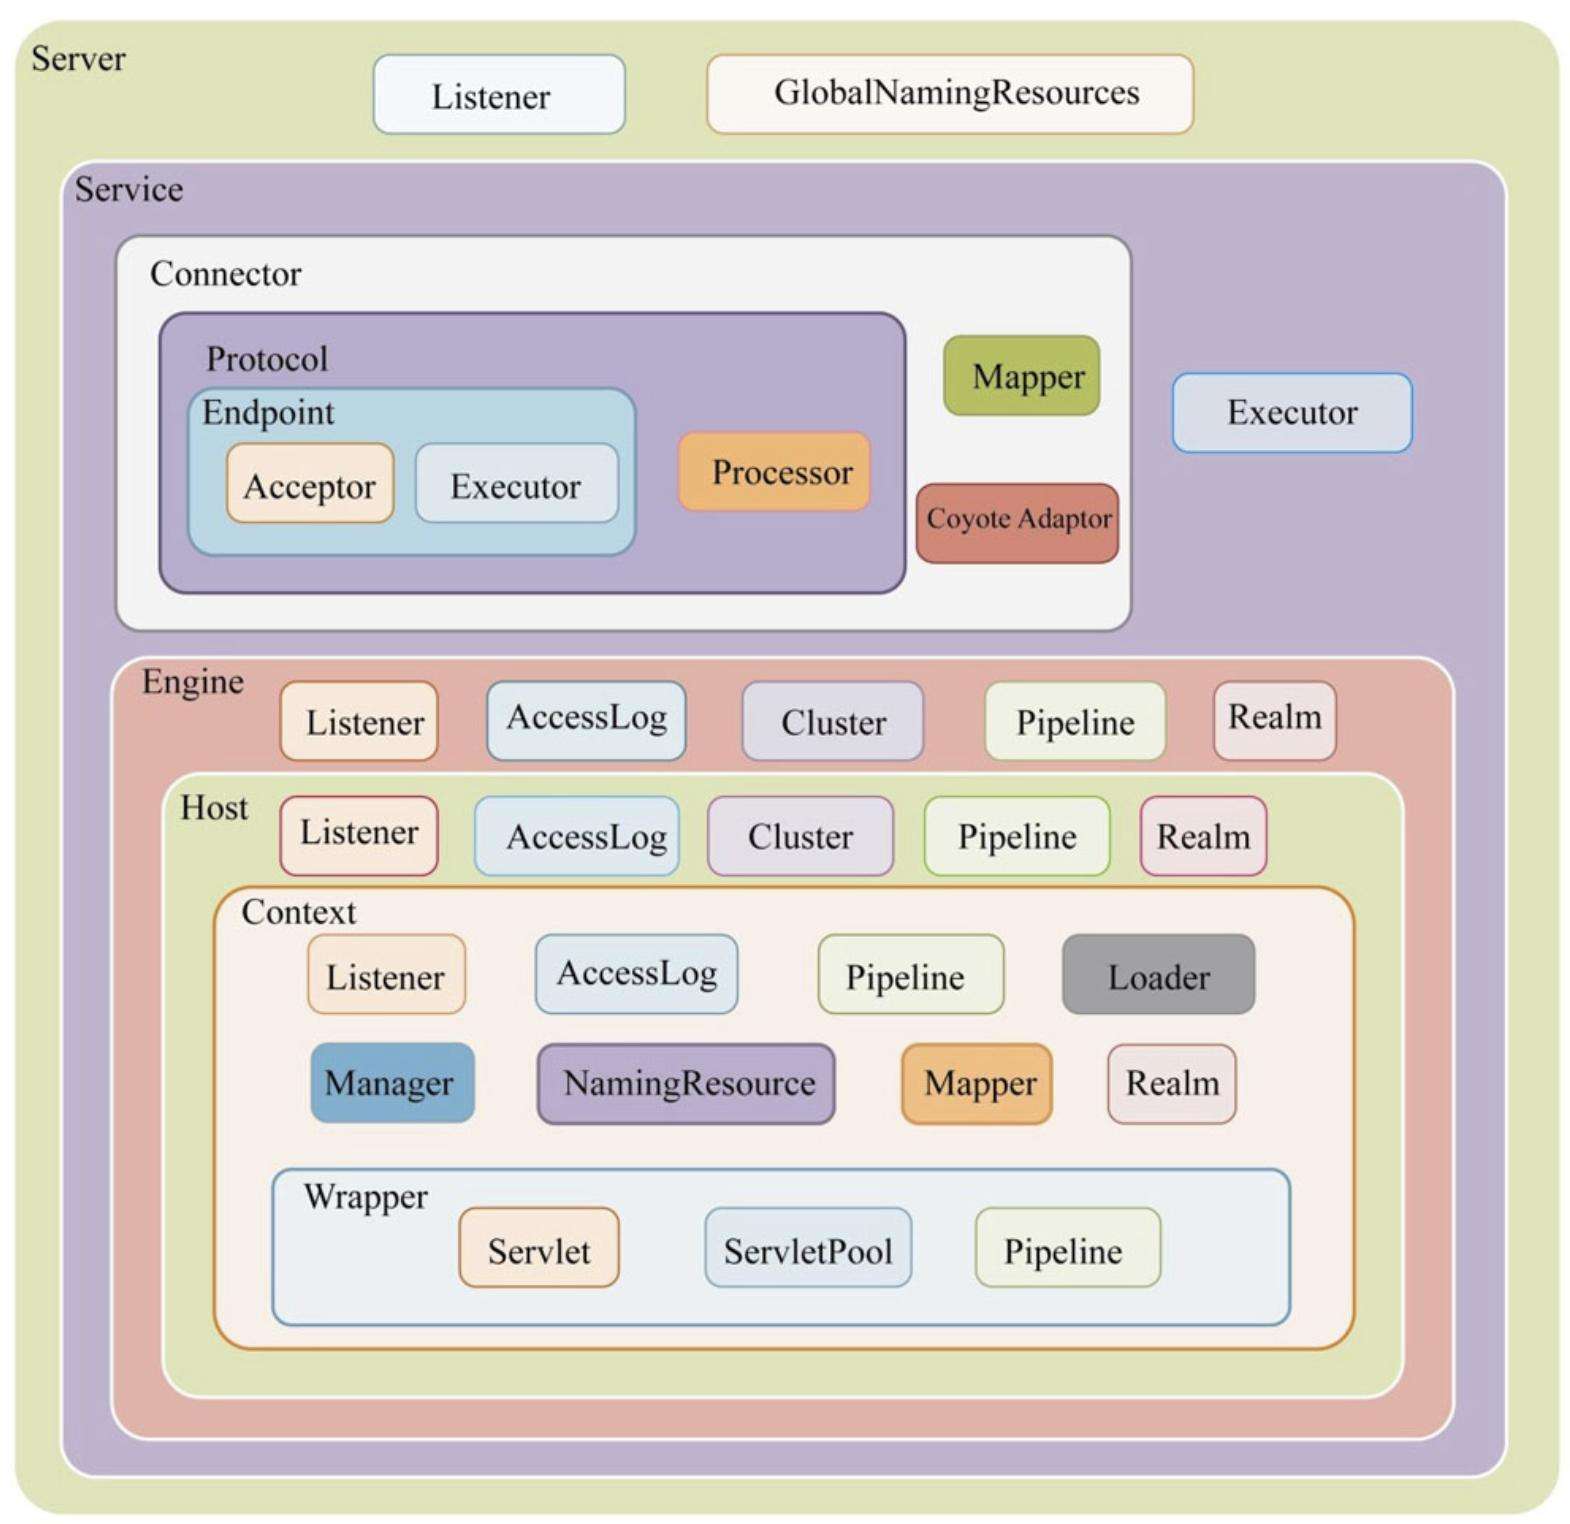 Server
Listener
GlobalNamingResources
Service
Connector
Protocol
Endpoint
Acceptor
Executor
Processor
Mapper
Coyote Adaptor
Executor
Engine
Listener
AccessLog
Cluster
Pipeline
Realm
Host
Listener
AccessLog
Cluster
Pipeline
Realm
Context
Listener
AccessLog
Pipeline
Loader
Manager
NamingResource
Mapper
Realm
Wrapper
Servlet
ServletPool
Pipeline